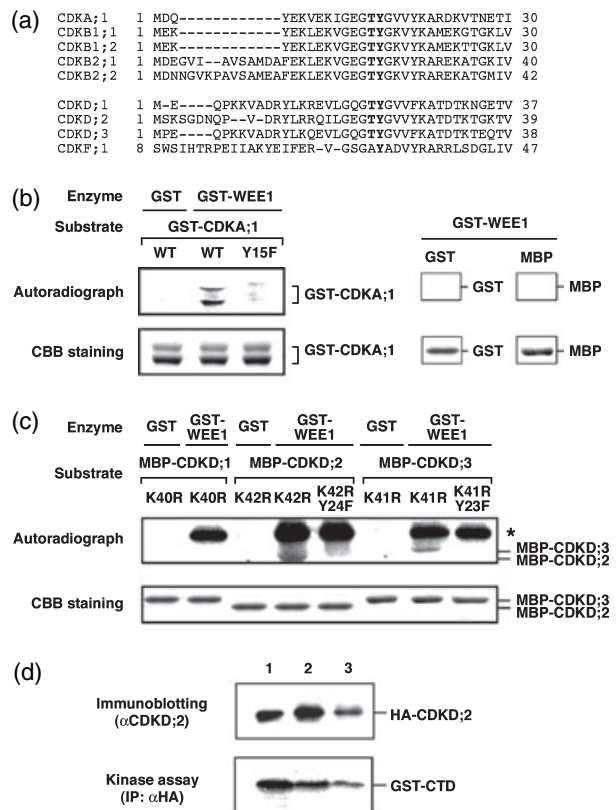 (a)
CDKA;1 1 MDQ-------------YEKVEKIGEGTYGVVYKARDKVTNETI 30
CDKB1;1 1 MEK-------------YEKLEKVGEGTYGKVYKAMEKGTGKLV 30
CDKB1;2 1 MEK-------------YEKLEKVGEGTYGKVYKAMEKGTGKLV 30
CDKB2;1 1 MDEGVI--AVSAMDAFEKLEKVGEGTYGKVYRAREKATGKIV 40
CDKB2;2 1 MDNNGVKPAVSAMEAFEKLEKVGEGTYGKVYRAREKATGMIV 42
CDKD;1 1 M-E----QPKKVADRYLKREVLGQGTYGVVFKATDTKNGETV 37
CDKD;2 1 MSKSGDNQP--V-DRYLRRQILGEGTYGVVYKATDTKTGKTV 39
CDKD;3 1 MPE----QPKKVADRYLKQEVLGQGTYGVVFKATDTKTEQTV 38
CDKF;1 8 SWSIHTRPEIIAKYEIFER-V-GSGAYADVYRARRLSDGLIV 47
(b)
Enzyme GST GST-WEE1
Substrate GST-CDKA;1 GST-WEE1
WT WT Y15F GST MBP
Autoradiograph GST-CDKA;1 GST MBP
CBB staining GST-CDKA;1 GST MBP
(c)
Enzyme GST GST-WEE1 GST GST-WEE1 GST GST-WEE1
Substrate MBP-CDKD;1 MBP-CDKD;2 MBP-CDKD;3
K40R K40R K42R K42R K42R Y24F K41R K41R K41R Y23F
Autoradiograph *
MBP-CDKD;3
MBP-CDKD;2
CBB staining MBP-CDKD;3
MBP-CDKD;2
(d)
1 2 3
Immunoblotting
(αCDKD;2) HA-CDKD;2
Kinase assay
(IP: αHA) GST-CTD